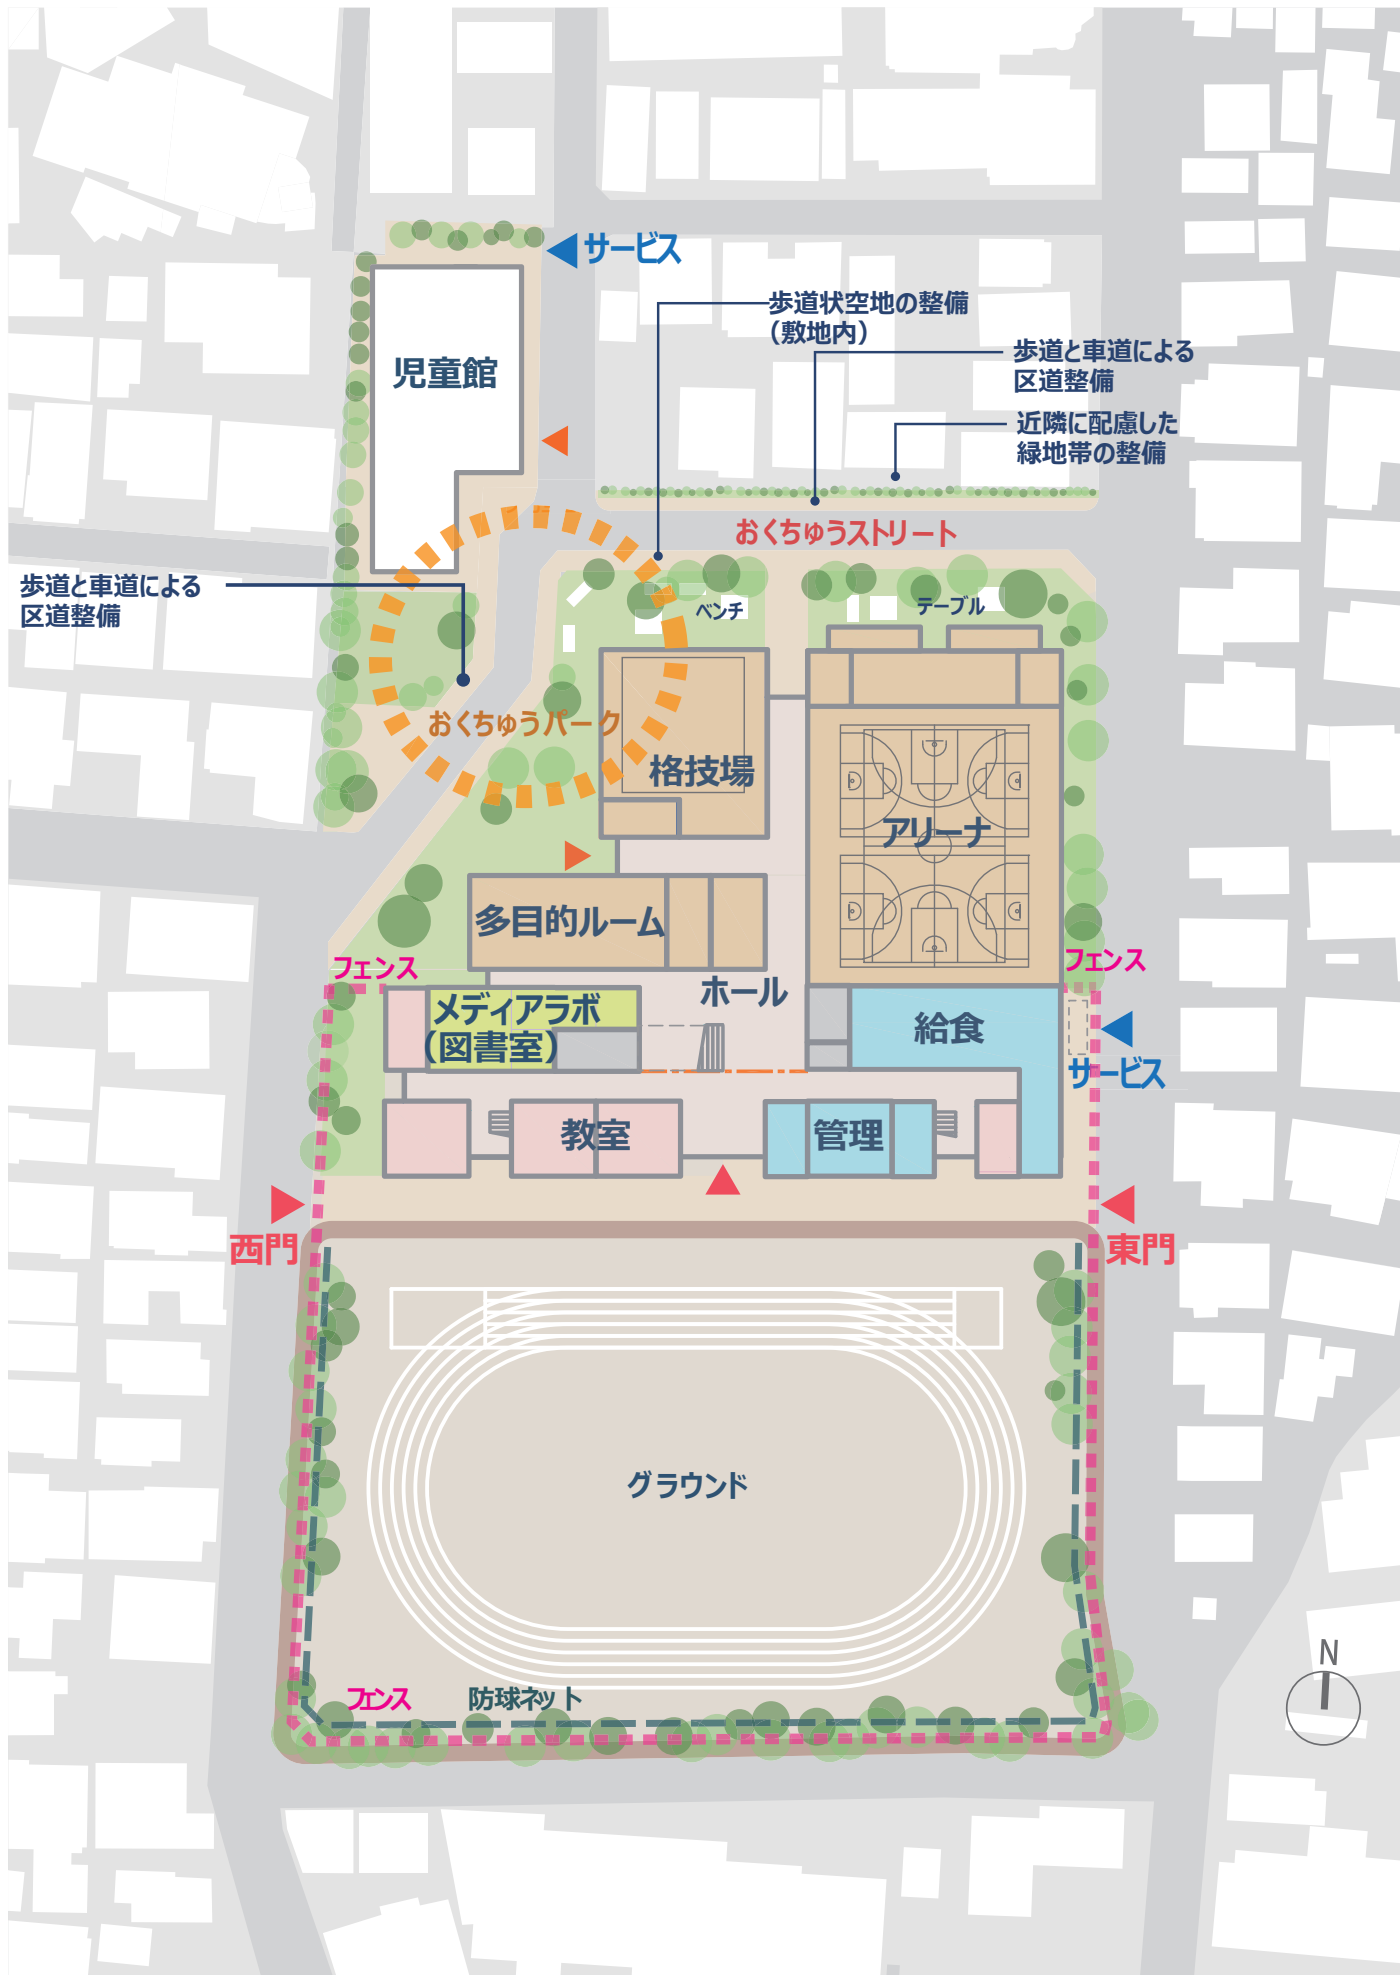 サービス
歩道状空地の整備
（敷地内）
歩道と車道による
区道整備
児童館
近隣に配慮した
緑地帯の整備
おくちゅうストリート
歩道と車道による
区道整備
ベンチ
テーブル
おくちゅうパーク
格技場
アリーナ
多目的ルーム
フェンス
フェンス
ホール
メディアラボ
（図書室）
給食
サービス
教室
管理
西門
東門
グラウンド
フェンス
防球ネット
N